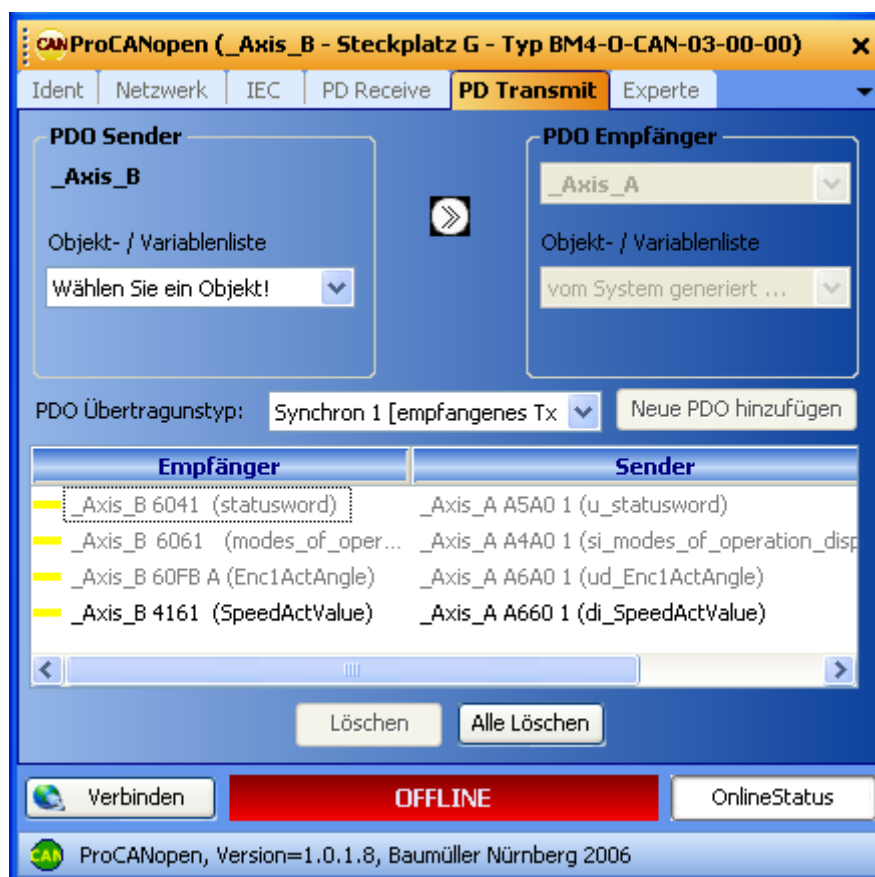 CAN ProCANopen (_Axis_B - Steckplatz G - Typ BM4-O-CAN-03-00-00)
Ident Netzwerk IEC PD Receive PD Transmit Experte
PDO Sender
_Axis_B
Objekt- / Variablenliste
Wählen Sie ein Objekt!
PDO Empfänger
_Axis_A
Objekt- / Variablenliste
vom System generiert ...
PDO Übertragunstyp: Synchron 1 [empfangenes Tx Neue PDO hinzufügen
Empfänger Sender
_Axis_B 6041 (statusword) _Axis_A A5A0 1 (u_statusword)
_Axis_B 6061 (modes_of_oper... _Axis_A A4A0 1 (si_modes_of_operation_disp
_Axis_B 60FB A (Enc1ActAngle) _Axis_A A6A0 1 (ud_Enc1ActAngle)
_Axis_B 4161 (SpeedActValue) _Axis_A A660 1 (di_SpeedActValue)
Löschen Alle Löschen
Verbinden OFFLINE OnlineStatus
CAN ProCANopen, Version=1.0.1.8, Baumüller Nürnberg 2006